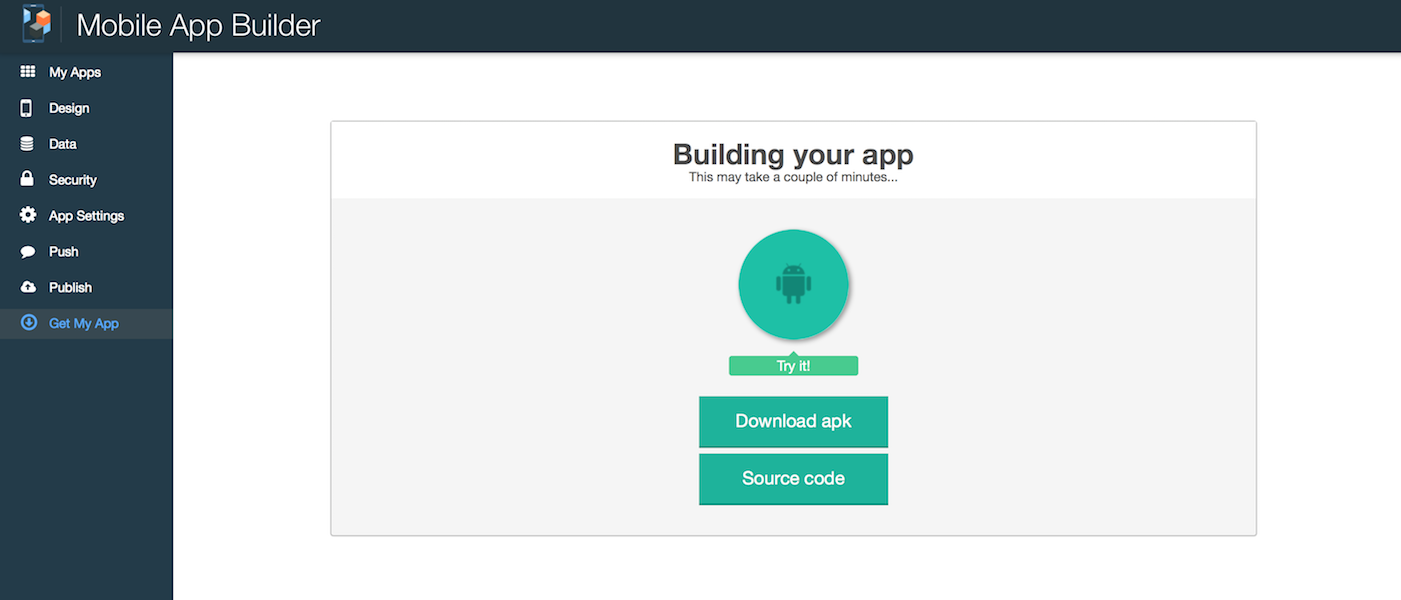 Mobile App Builder
My Apps
Design
Data
Security
App Settings
Push
Publish
Get My App
Building your app
This may take a couple of minutes...
Try it!
Download apk
Source code